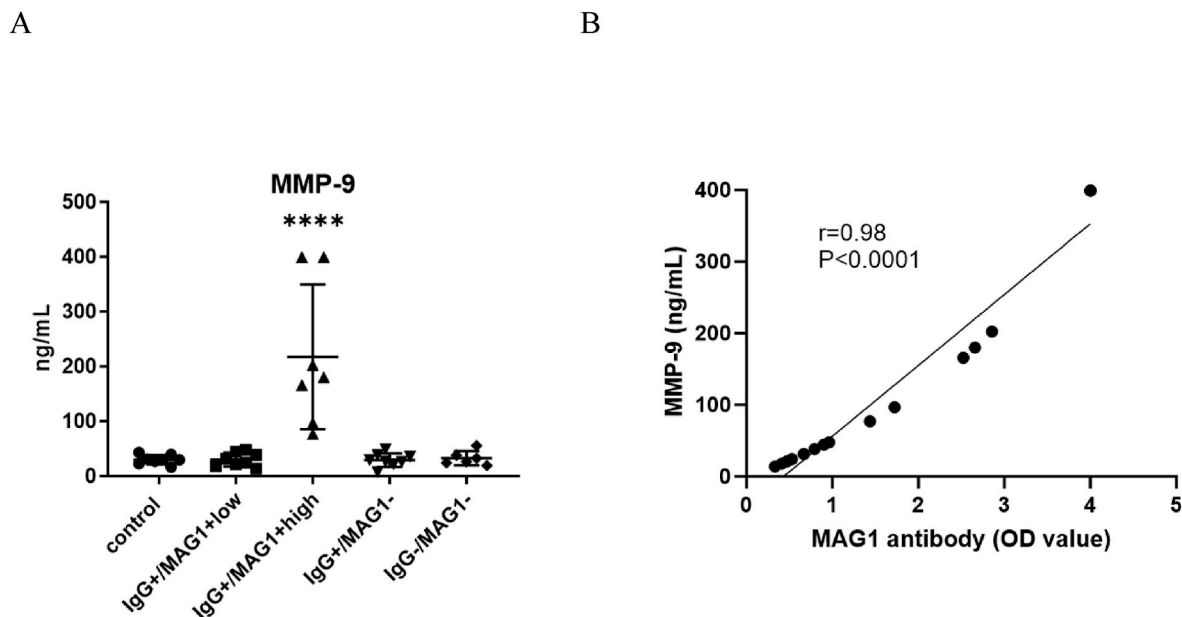 A
B
MMP-9
****
500
400
300
200
100
0
ng/mL
control
IgG+/MAG1+low
IgG+/MAG1+high
IgG+/MAG1-
IgG-/MAG1-
r=0.98
P<0.0001
400
300
200
100
0
MMP-9 (ng/mL)
0 1 2 3 4 5
MAG1 antibody (OD value)